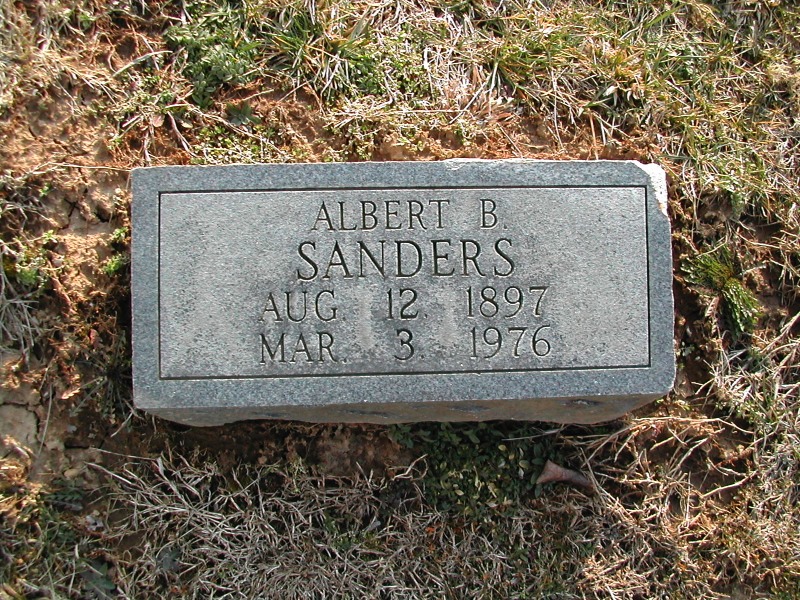 ALBERT B.
SANDERS
AUG. 12. 1897
MAR. 3. 1976